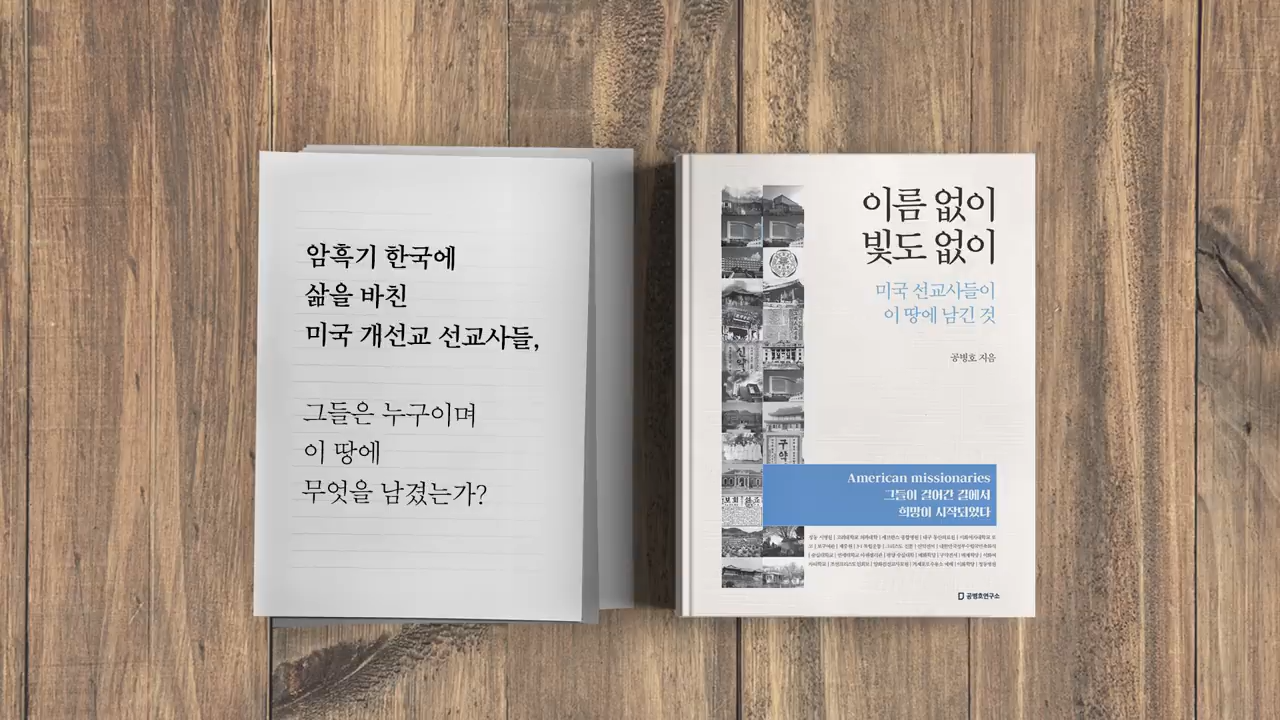 암흑기 한국에
삶을 바친
미국 개선교 선교사들,
그들은 누구이며
이 땅에
무엇을 남겼는가?
이름 없이
빛도 없이
미국 선교사들이
이 땅에 남긴 것
공병호 지음
구약
American missionaries
그들이 걸어간 길에서
희망이 시작되었다
공병호연구소